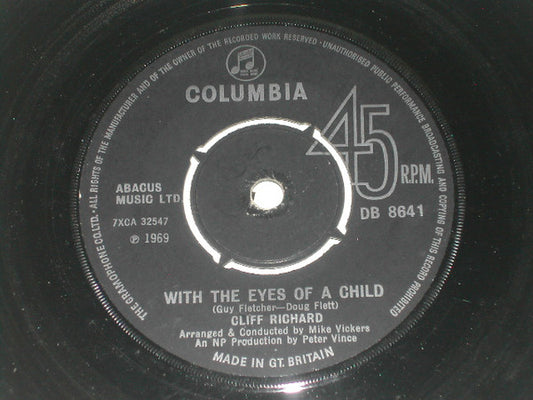 THE GRAMOPHONE CO. LTD. · ALL RIGHTS OF THE MANUFACTURER AND OF THE OWNER OF THE RECORDED WORK RESERVED · UNAUTHORISED PUBLIC PERFORMANCE BROADCASTING AND COPYING OF THIS RECORD PROHIBITED
COLUMBIA
45
R.P.M.
ABACUS
MUSIC LTD
DB 8641
7XCA 32547
℗ 1969
WITH THE EYES OF A CHILD
(Guy Fletcher—Doug Flett)
CLIFF RICHARD
Arranged & Conducted by Mike Vickers
An NP Production by Peter Vince
MADE IN GT. BRITAIN